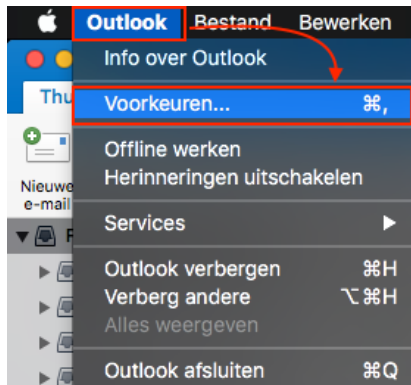 Outlook Bestand Bewerken
Info over Outlook
Thu
Voorkeuren... ⌘,
Offline werken
Herinneringen uitschakelen
Nieuwe
e-mail
Services
Outlook verbergen ⌘H
Verberg andere ⌥⌘H
Alles weergeven
Outlook afsluiten ⌘Q